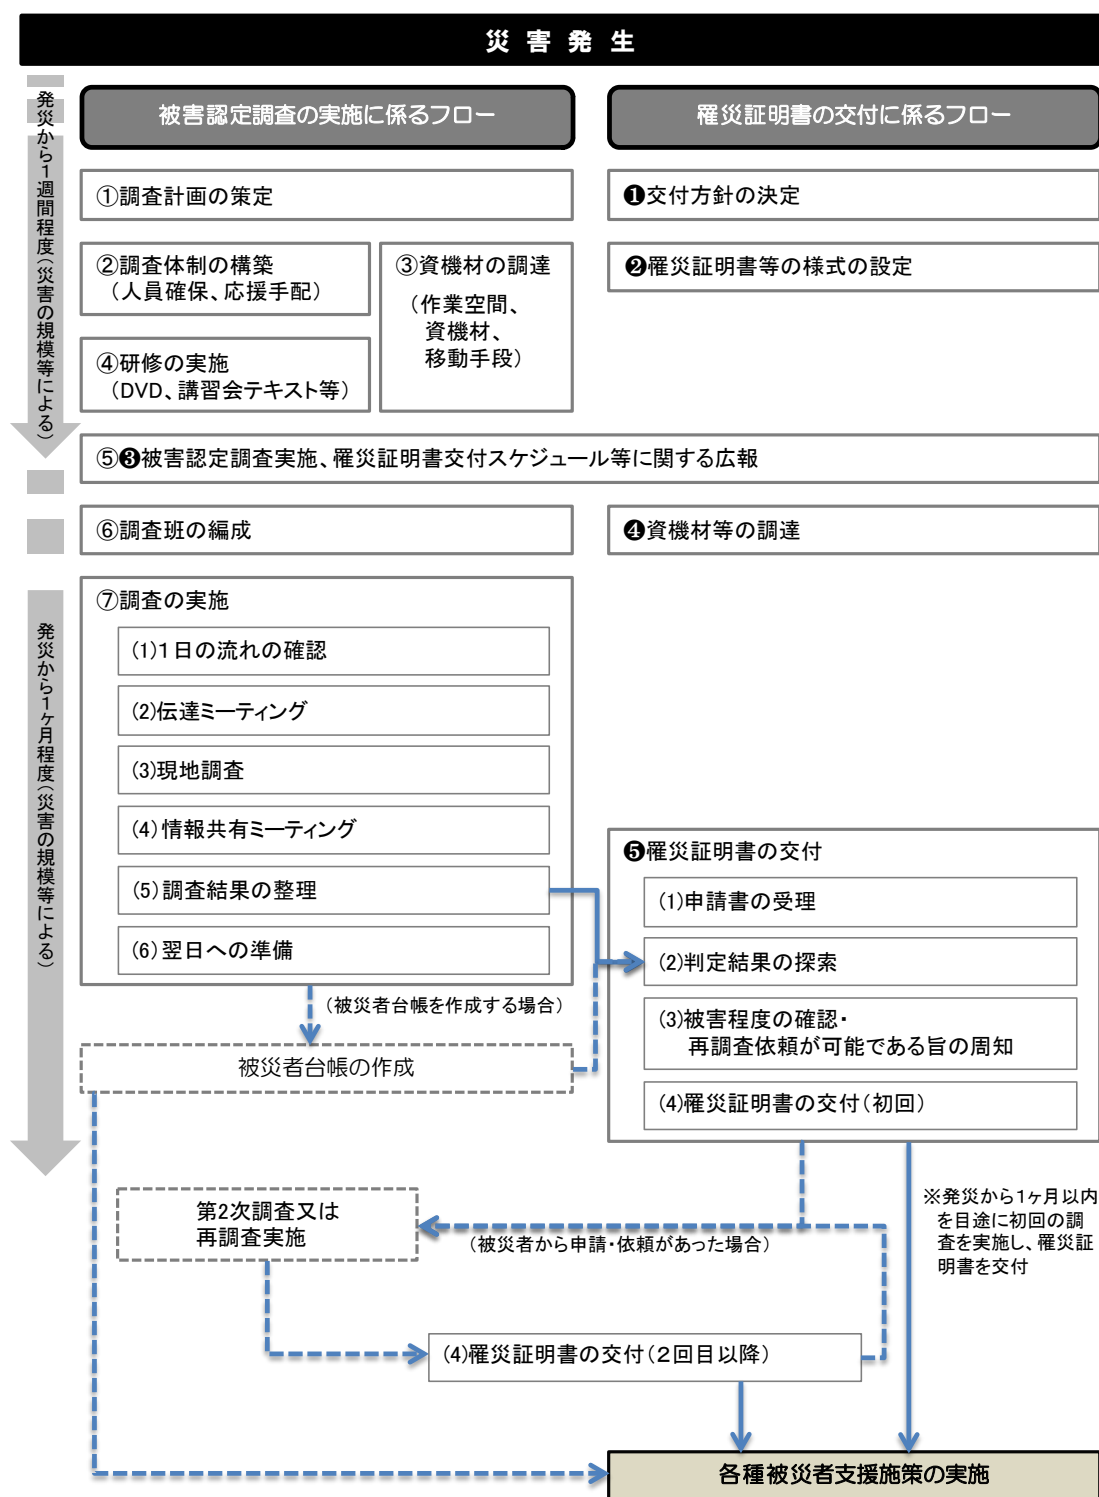 災害発生
発災から1週間程度(災害の規模等による)
被害認定調査の実施に係るフロー
罹災証明書の交付に係るフロー
①調査計画の策定
❶交付方針の決定
②調査体制の構築
(人員確保、応援手配)
③資機材の調達
(作業空間、
資機材、
移動手段)
❷罹災証明書等の様式の設定
④研修の実施
(DVD、講習会テキスト等)
⑤❸被害認定調査実施、罹災証明書交付スケジュール等に関する広報
⑥調査班の編成
❹資機材等の調達
発災から1ヶ月程度(災害の規模等による)
⑦調査の実施
(1)1日の流れの確認
(2)伝達ミーティング
(3)現地調査
(4)情報共有ミーティング
(5)調査結果の整理
(6)翌日への準備
❺罹災証明書の交付
(1)申請書の受理
(2)判定結果の探索
(3)被害程度の確認・
再調査依頼が可能である旨の周知
(4)罹災証明書の交付(初回)
(被災者台帳を作成する場合)
被災者台帳の作成
第2次調査又は
再調査実施
(被災者から申請・依頼があった場合)
※発災から1ヶ月以内
を目途に初回の調
査を実施し、罹災証
明書を交付
(4)罹災証明書の交付(2回目以降)
各種被災者支援施策の実施